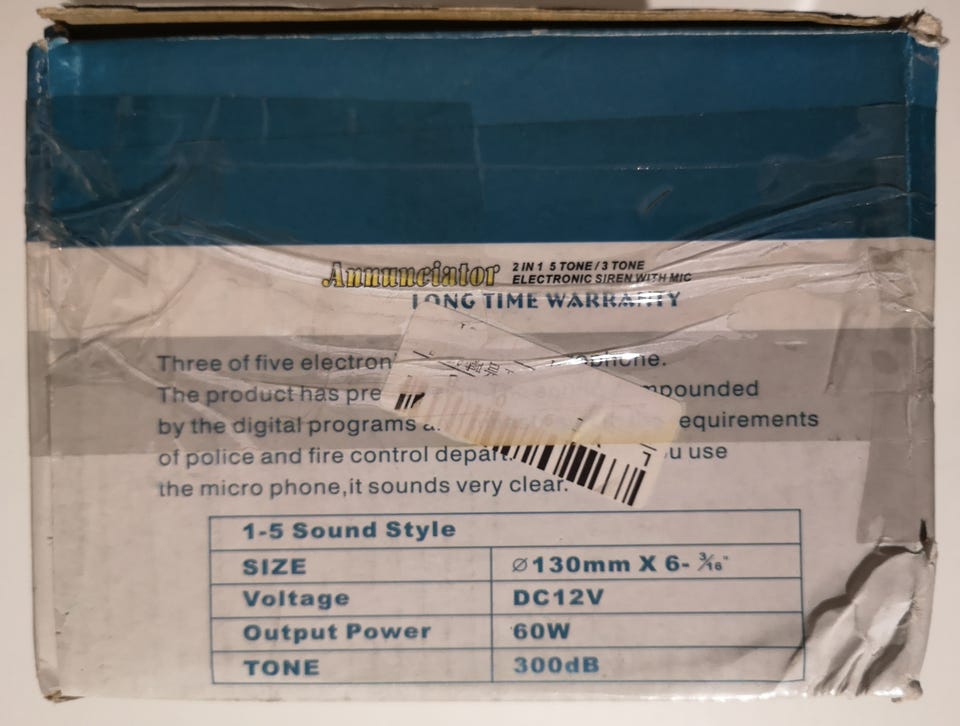 Annunciator
2 IN 1 5 TONE / 3 TONE
ELECTRONIC SIREN WITH MIC
LONG TIME WARRANTY
Three of five electron
The product has pre mpounded
by the digital programs a equirements
of police and fire control depart u use
the micro phone,it sounds very clear.
1-5 Sound Style
SIZE Ø130mm X 6- 3/16"
Voltage DC12V
Output Power 60W
TONE 300dB